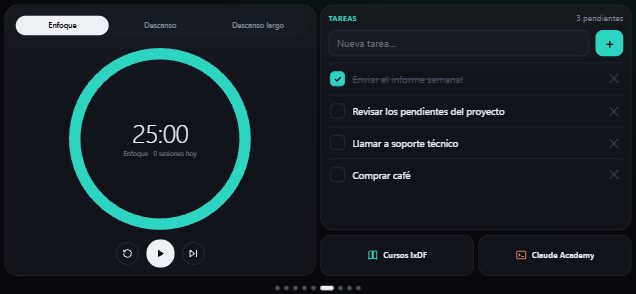 Enfoque
Descanso
Descanso largo
25:00
Enfoque · 0 sesiones hoy
TAREAS
3 pendientes
Nueva tarea...
+
Enviar el informe semanal
Revisar los pendientes del proyecto
Llamar a soporte técnico
Comprar café
Cursos IxDF
Claude Academy